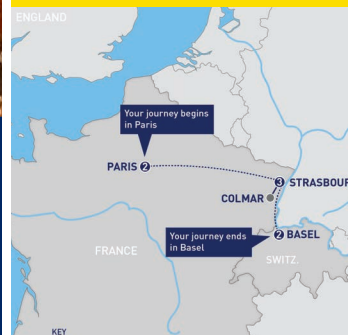 ENGLAND
Your journey begins
in Paris
PARIS 2
3 STRASBOUR
COLMAR
Your journey ends
in Basel
2 BASEL
FRANCE
SWITZ.
KEY